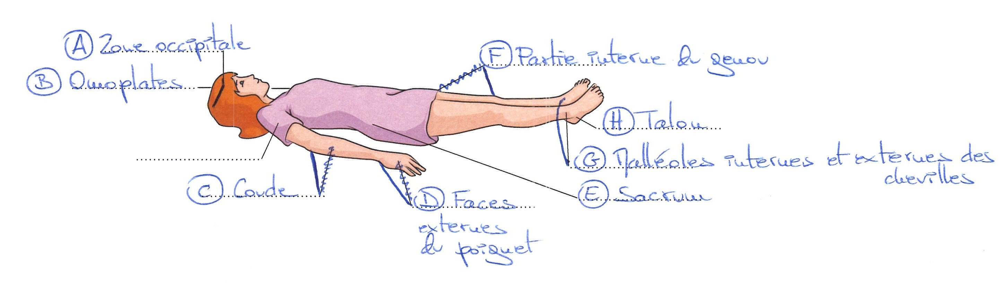 A Zone occipitale
B Omoplates
C Coude
D Faces
externes
du poignet
E Sacrum
F Partie interne du genou
G Malléoles internes et externes des
chevilles
H Talon